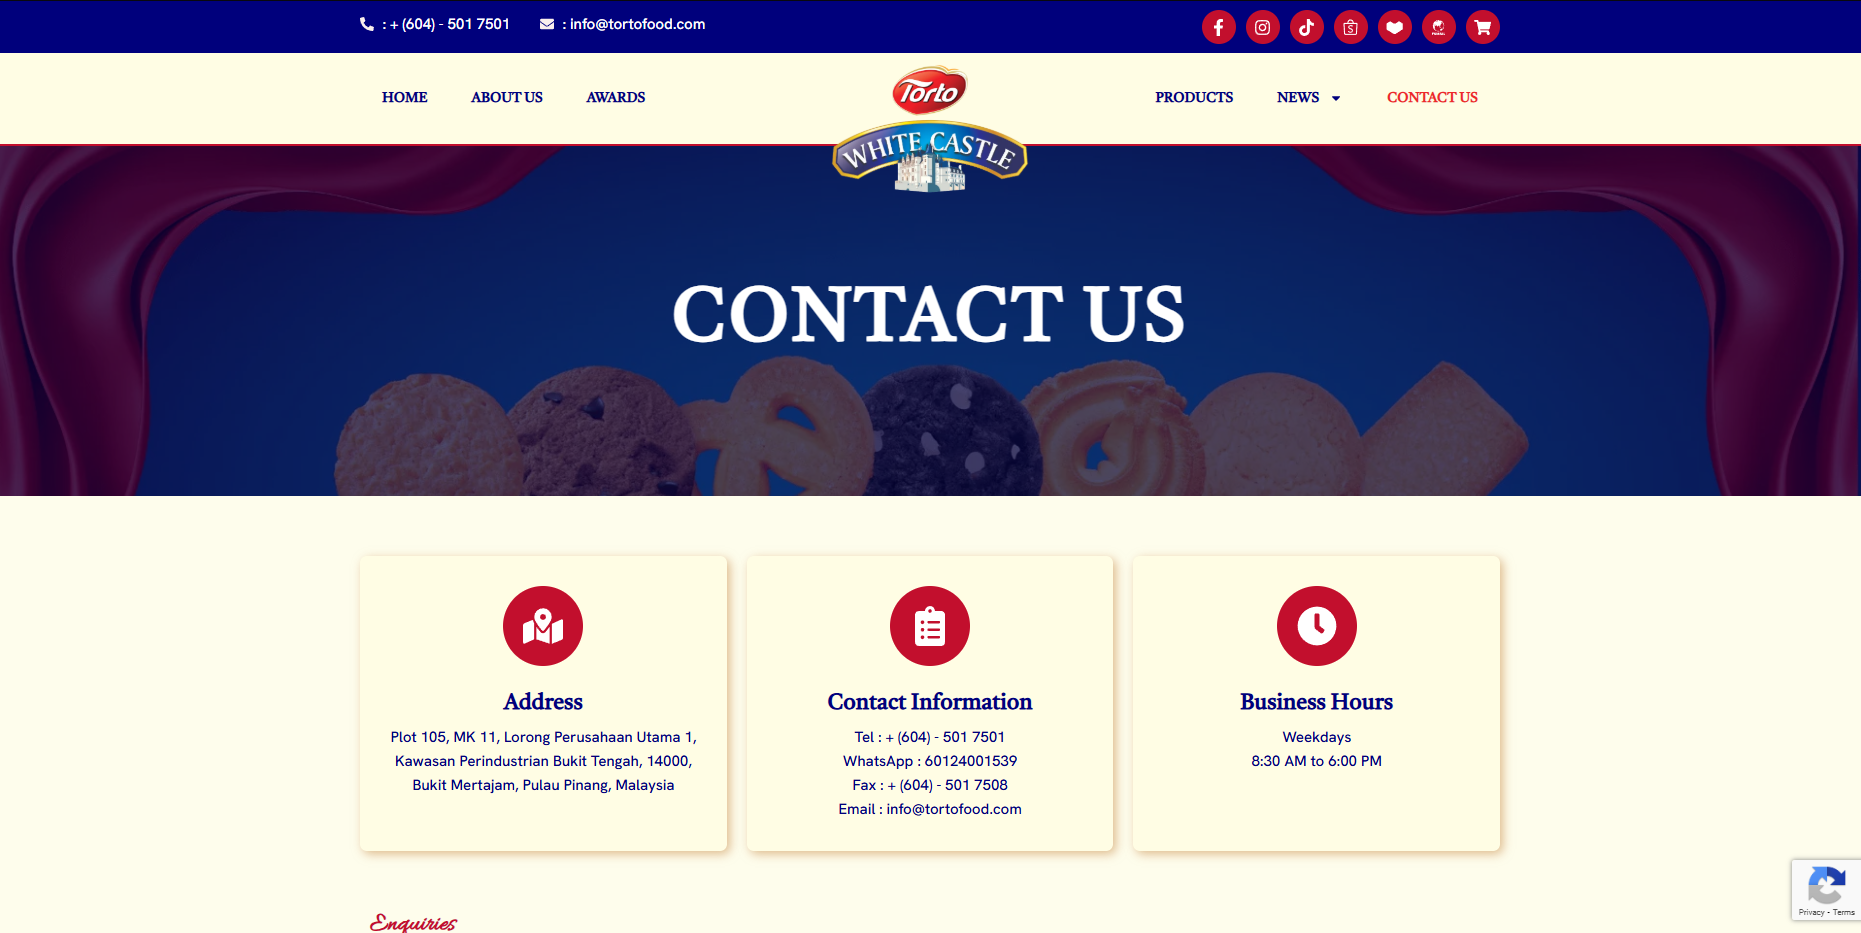 : + (604) - 501 7501
: info@tortofood.com
HOME
ABOUT US
AWARDS
Torto
WHITE CASTLE
PRODUCTS
NEWS
CONTACT US
CONTACT US
Address
Plot 105, MK 11, Lorong Perusahaan Utama 1,
Kawasan Perindustrian Bukit Tengah, 14000,
Bukit Mertajam, Pulau Pinang, Malaysia
Contact Information
Tel : + (604) - 501 7501
WhatsApp : 60124001539
Fax : + (604) - 501 7508
Email : info@tortofood.com
Business Hours
Weekdays
8:30 AM to 6:00 PM
Enquiries
Privacy - Terms